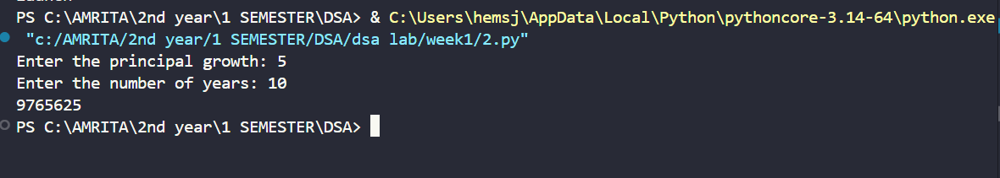 PS C:\AMRITA\2nd year\1 SEMESTER\DSA> & C:\Users\hemsj\AppData\Local\Python\pythoncore-3.14-64\python.exe
"c:/AMRITA/2nd year/1 SEMESTER/DSA/dsa lab/week1/2.py"
Enter the principal growth: 5
Enter the number of years: 10
9765625
PS C:\AMRITA\2nd year\1 SEMESTER\DSA>